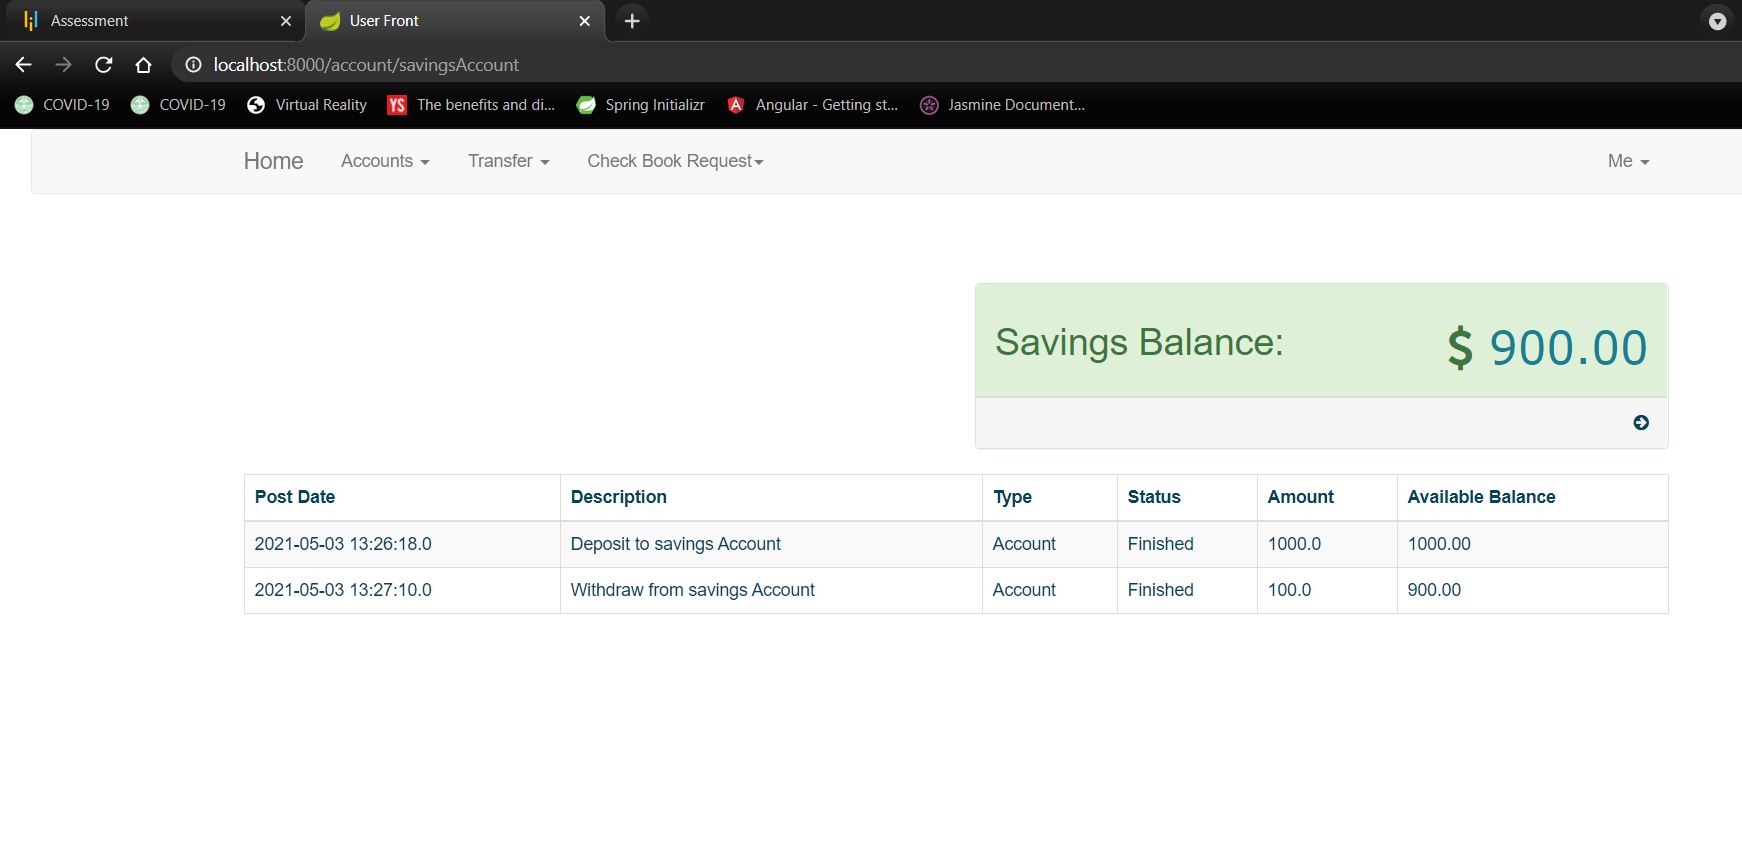 Assessment
User Front
localhost:8000/account/savingsAccount
COVID-19 COVID-19 Virtual Reality YS The benefits and di... Spring Initializr A Angular - Getting st... Jasmine Document...
Home Accounts Transfer Check Book Request Me
Savings Balance: $ 900.00
Post Date Description Type Status Amount Available Balance
2021-05-03 13:26:18.0 Deposit to savings Account Account Finished 1000.0 1000.00
2021-05-03 13:27:10.0 Withdraw from savings Account Account Finished 100.0 900.00